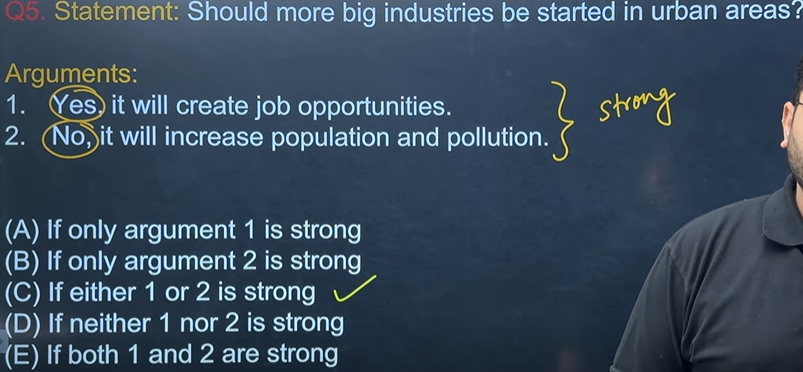 Q5. Statement: Should more big industries be started in urban areas?
Arguments:
1. Yes, it will create job opportunities.
2. No, it will increase population and pollution.
strong
(A) If only argument 1 is strong
(B) If only argument 2 is strong
(C) If either 1 or 2 is strong
(D) If neither 1 nor 2 is strong
(E) If both 1 and 2 are strong